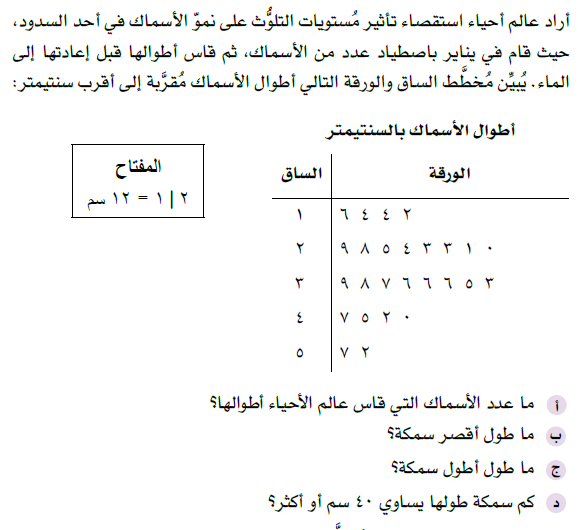 أراد عالم أحياء استقصاء تأثير مُستويات التلوُّث على نموّ الأسماك في أحد السدود،
حيث قام في يناير باصطياد عدد من الأسماك، ثم قاس أطوالها قبل إعادتها إلى
الماء. يُبيِّن مُخطَّط الساق والورقة التالي أطوال الأسماك مُقرَّبة إلى أقرب سنتيمتر:
أطوال الأسماك بالسنتيمتر
المفتاح
٢ | ١ = ١٢ سم
الساق الورقة
١ ٢ ٤ ٤ ٦
٢ ٠ ١ ٣ ٣ ٤ ٥ ٨ ٩
٣ ٣ ٥ ٦ ٦ ٦ ٧ ٨ ٩
٤ ٠ ٢ ٥ ٧
٥ ٢ ٧
أ ما عدد الأسماك التي قاس عالم الأحياء أطوالها؟
ب ما طول أقصر سمكة؟
ج ما طول أطول سمكة؟
د كم سمكة طولها يساوي ٤٠ سم أو أكثر؟